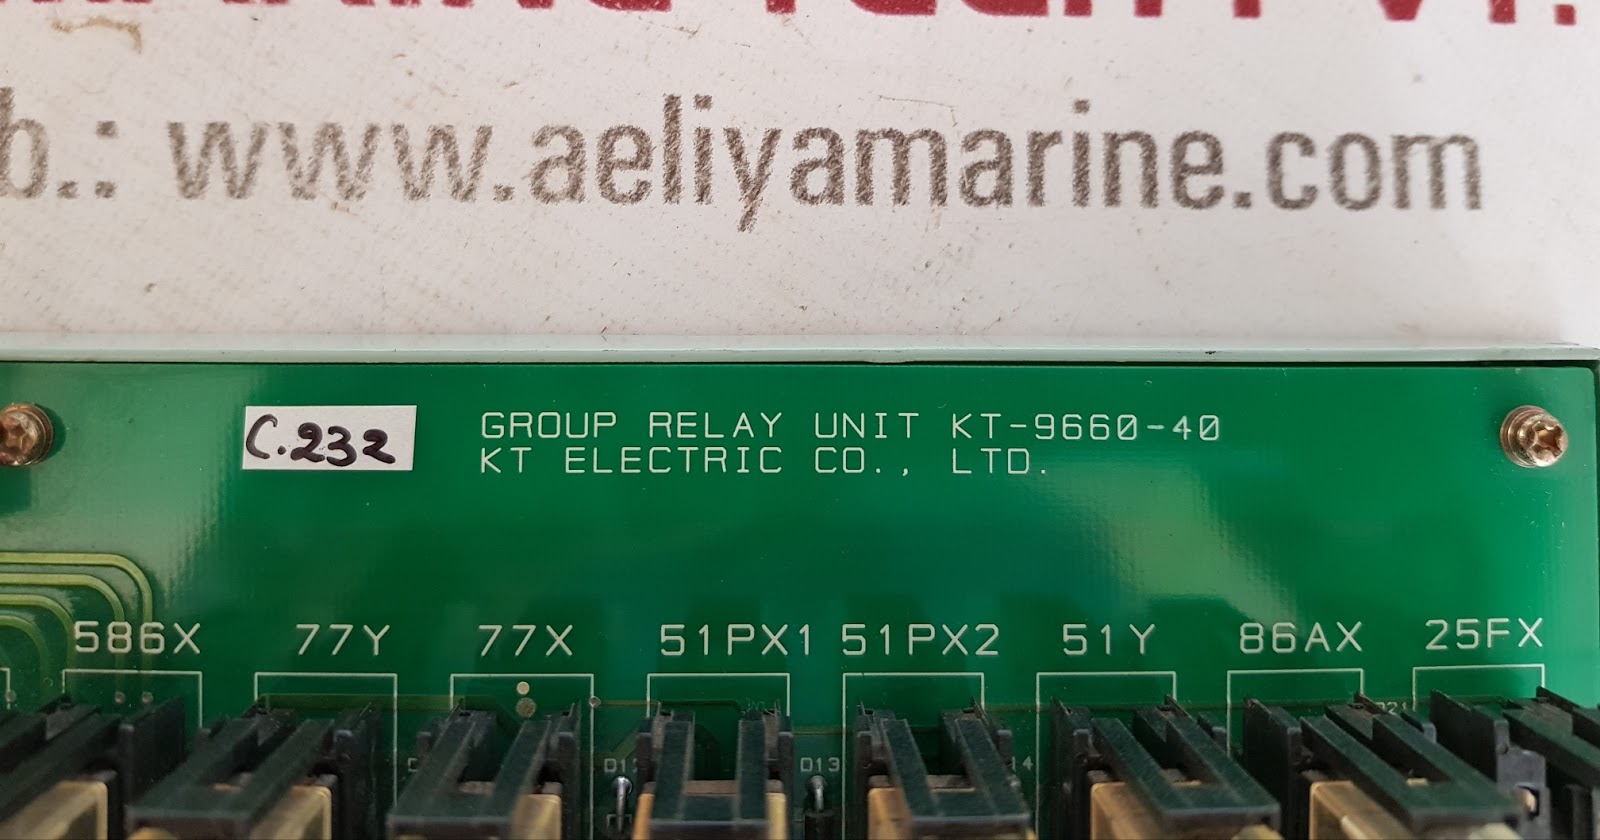 b.: www.aeliyamarine.com
C.232
GROUP RELAY UNIT KT-9660-40
KT ELECTRIC CO., LTD.
586X 77Y 77X 51PX1 51PX2 51Y 86AX 25FX
D13